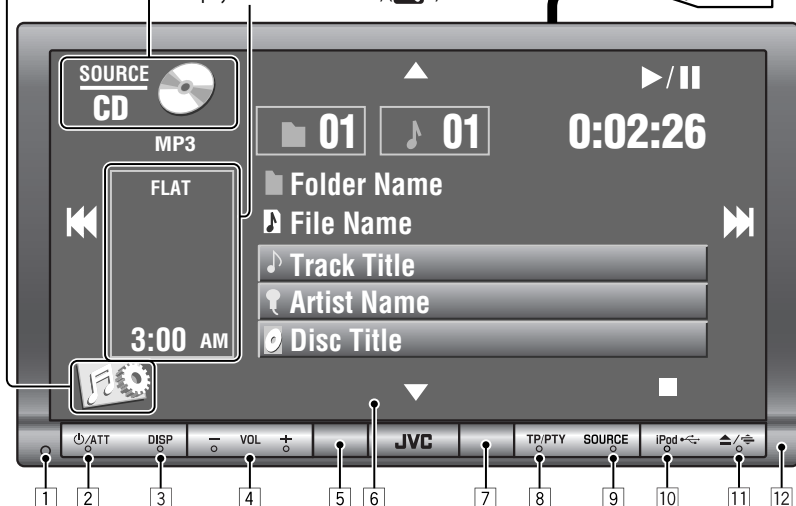 SOURCE
CD
MP3
01 01 0:02:26
FLAT
Folder Name
File Name
Track Title
Artist Name
Disc Title
3:00 AM
/ATT DISP – VOL + JVC TP/PTY SOURCE iPod /
1 2 3 4 5 6 7 8 9 10 11 12